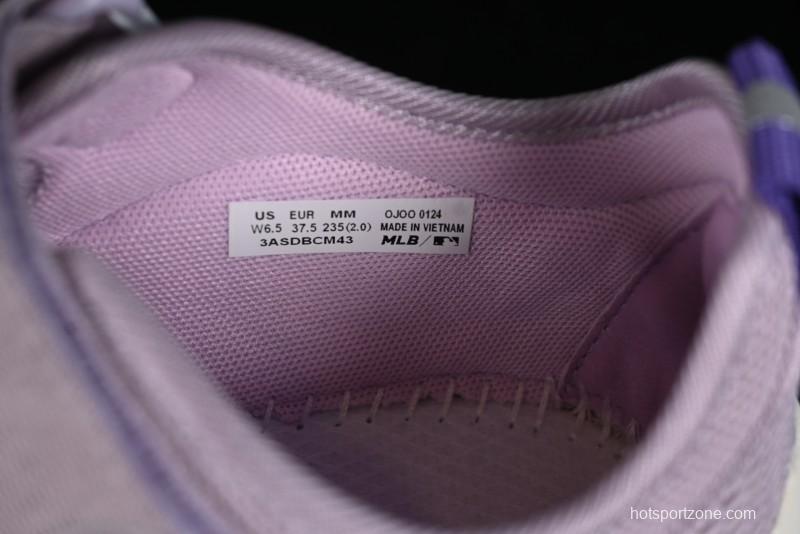 US EUR MM OJOO 0124
W6.5 37.5 235(2.0) MADE IN VIETNAM
3ASDBCM43 MLB
hotsportzone.com